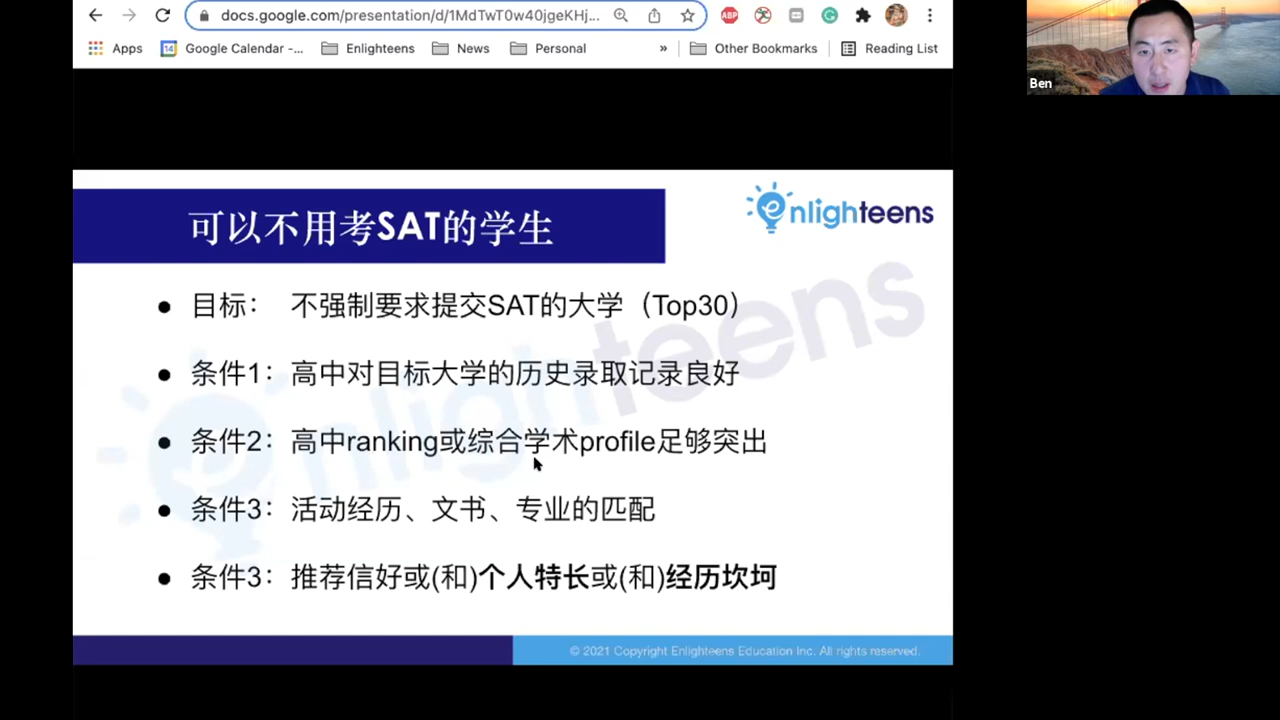 docs.google.com/presentation/d/1MdTwT0w40jgeKHj...
ABP
Apps
14
Google Calendar -...
Enlighteens
News
Personal
»
Other Bookmarks
Reading List
Ben
可以不用考SAT的学生
enlighteens
目标： 不强制要求提交SAT的大学（Top30）
条件1：高中对目标大学的历史录取记录良好
条件2：高中ranking或综合学术profile足够突出
条件3：活动经历、文书、专业的匹配
条件3：推荐信好或(和)个人特长或(和)经历坎坷
enlighteens
© 2021 Copyright Enlighteens Education Inc. All rights reserved.